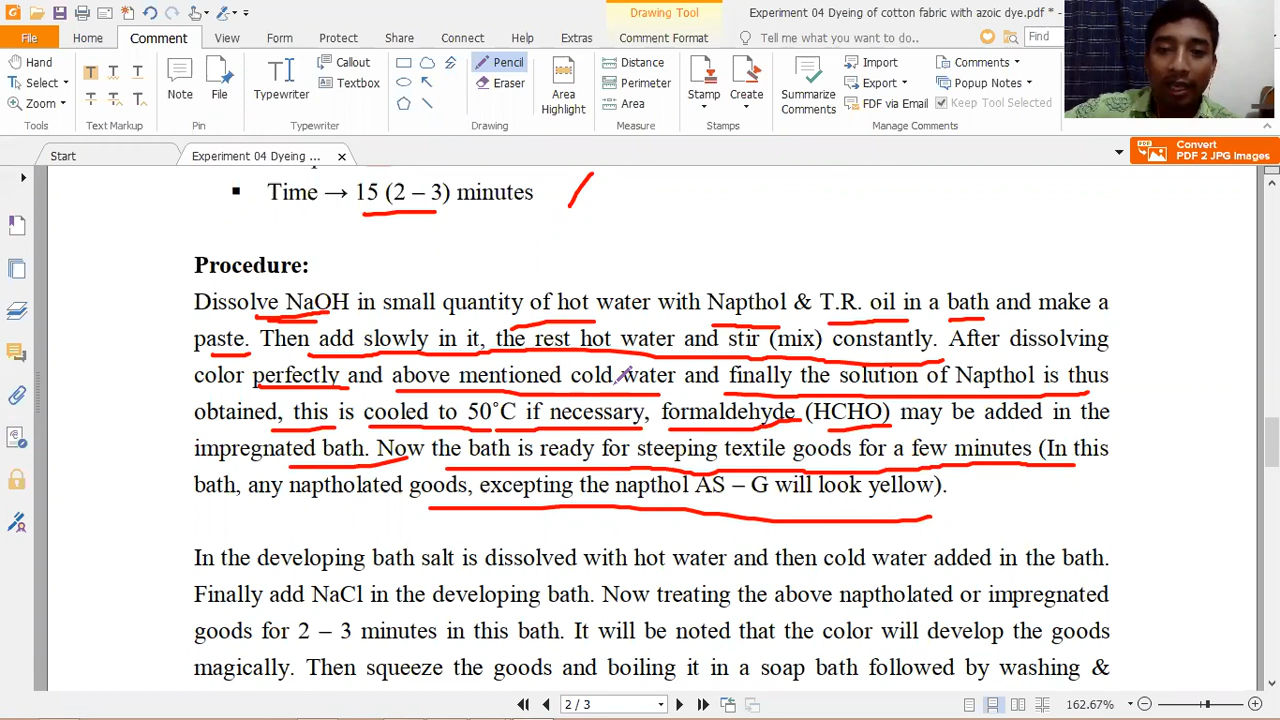 Drawing Tool
Experiment 04 Dyeing of cotton fabric with azoic dye.pdf *
File Home Comment View Form Protect Share Connect Help Extras Comment Format Tell me what you want to do.. Find
Hand
Select
Zoom
Tools
Text Markup
Note
File
Pin
Typewriter
Callout
Textbox
Typewriter
Pencil
Eraser
Area Highlight
Drawing
Distance
Perimeter
Area
Measure
Stamp
Create
Stamps
Summarize Comments
Import
Export
FDF via Email
Comments
Popup Notes
Keep Tool Selected
Manage Comments
Start
Experiment 04 Dyeing ...
Convert
PDF 2 JPG Images
▪ Time → 15 (2 – 3) minutes
Procedure:
Dissolve NaOH in small quantity of hot water with Napthol & T.R. oil in a bath and make a
paste. Then add slowly in it, the rest hot water and stir (mix) constantly. After dissolving
color perfectly and above mentioned cold water and finally the solution of Napthol is thus
obtained, this is cooled to 50˚C if necessary, formaldehyde (HCHO) may be added in the
impregnated bath. Now the bath is ready for steeping textile goods for a few minutes (In this
bath, any naptholated goods, excepting the napthol AS – G will look yellow).
In the developing bath salt is dissolved with hot water and then cold water added in the bath.
Finally add NaCl in the developing bath. Now treating the above naptholated or impregnated
goods for 2 – 3 minutes in this bath. It will be noted that the color will develop the goods
magically. Then squeeze the goods and boiling it in a soap bath followed by washing &
2 / 3
162.67%